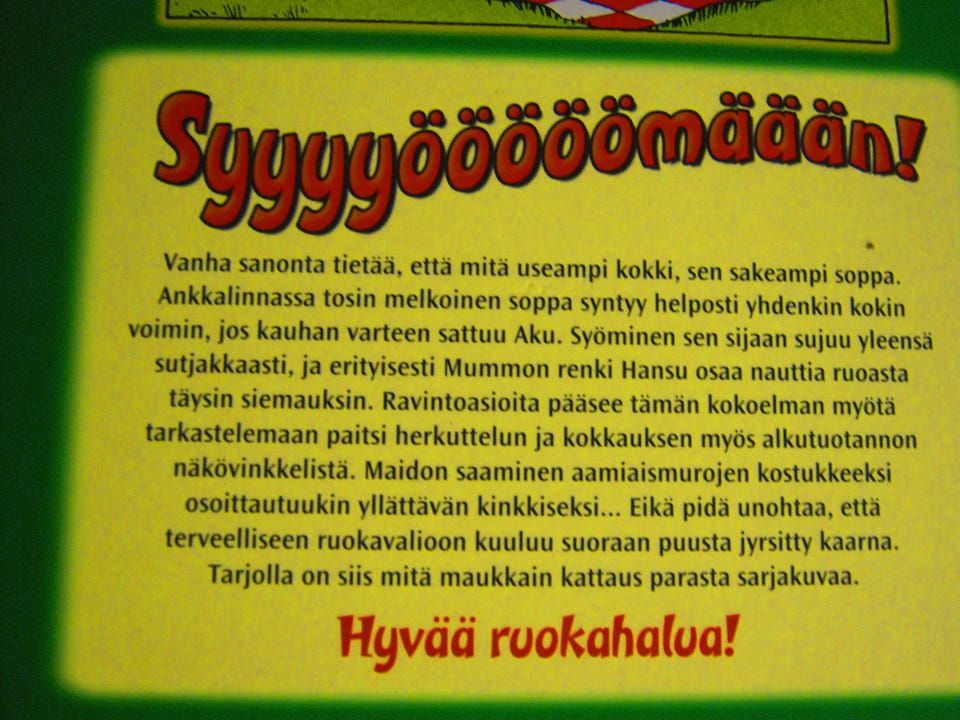 Syyyyöööömäään!
Vanha sanonta tietää, että mitä useampi kokki, sen sakeampi soppa.
Ankkalinnassa tosin melkoinen soppa syntyy helposti yhdenkin kokin
voimin, jos kauhan varteen sattuu Aku. Syöminen sen sijaan sujuu yleensä
sutjakkaasti, ja erityisesti Mummon renki Hansu osaa nauttia ruoasta
täysin siemauksin. Ravintoasioita pääsee tämän kokoelman myötä
tarkastelemaan paitsi herkuttelun ja kokkauksen myös alkutuotannon
näkövinkkelistä. Maidon saaminen aamiaismurojen kostukkeeksi
osoittautuukin yllättävän kinkkiseksi... Eikä pidä unohtaa, että
terveelliseen ruokavalioon kuuluu suoraan puusta jyrsitty kaarna.
Tarjolla on siis mitä maukkain kattaus parasta sarjakuvaa.
Hyvää ruokahalua!